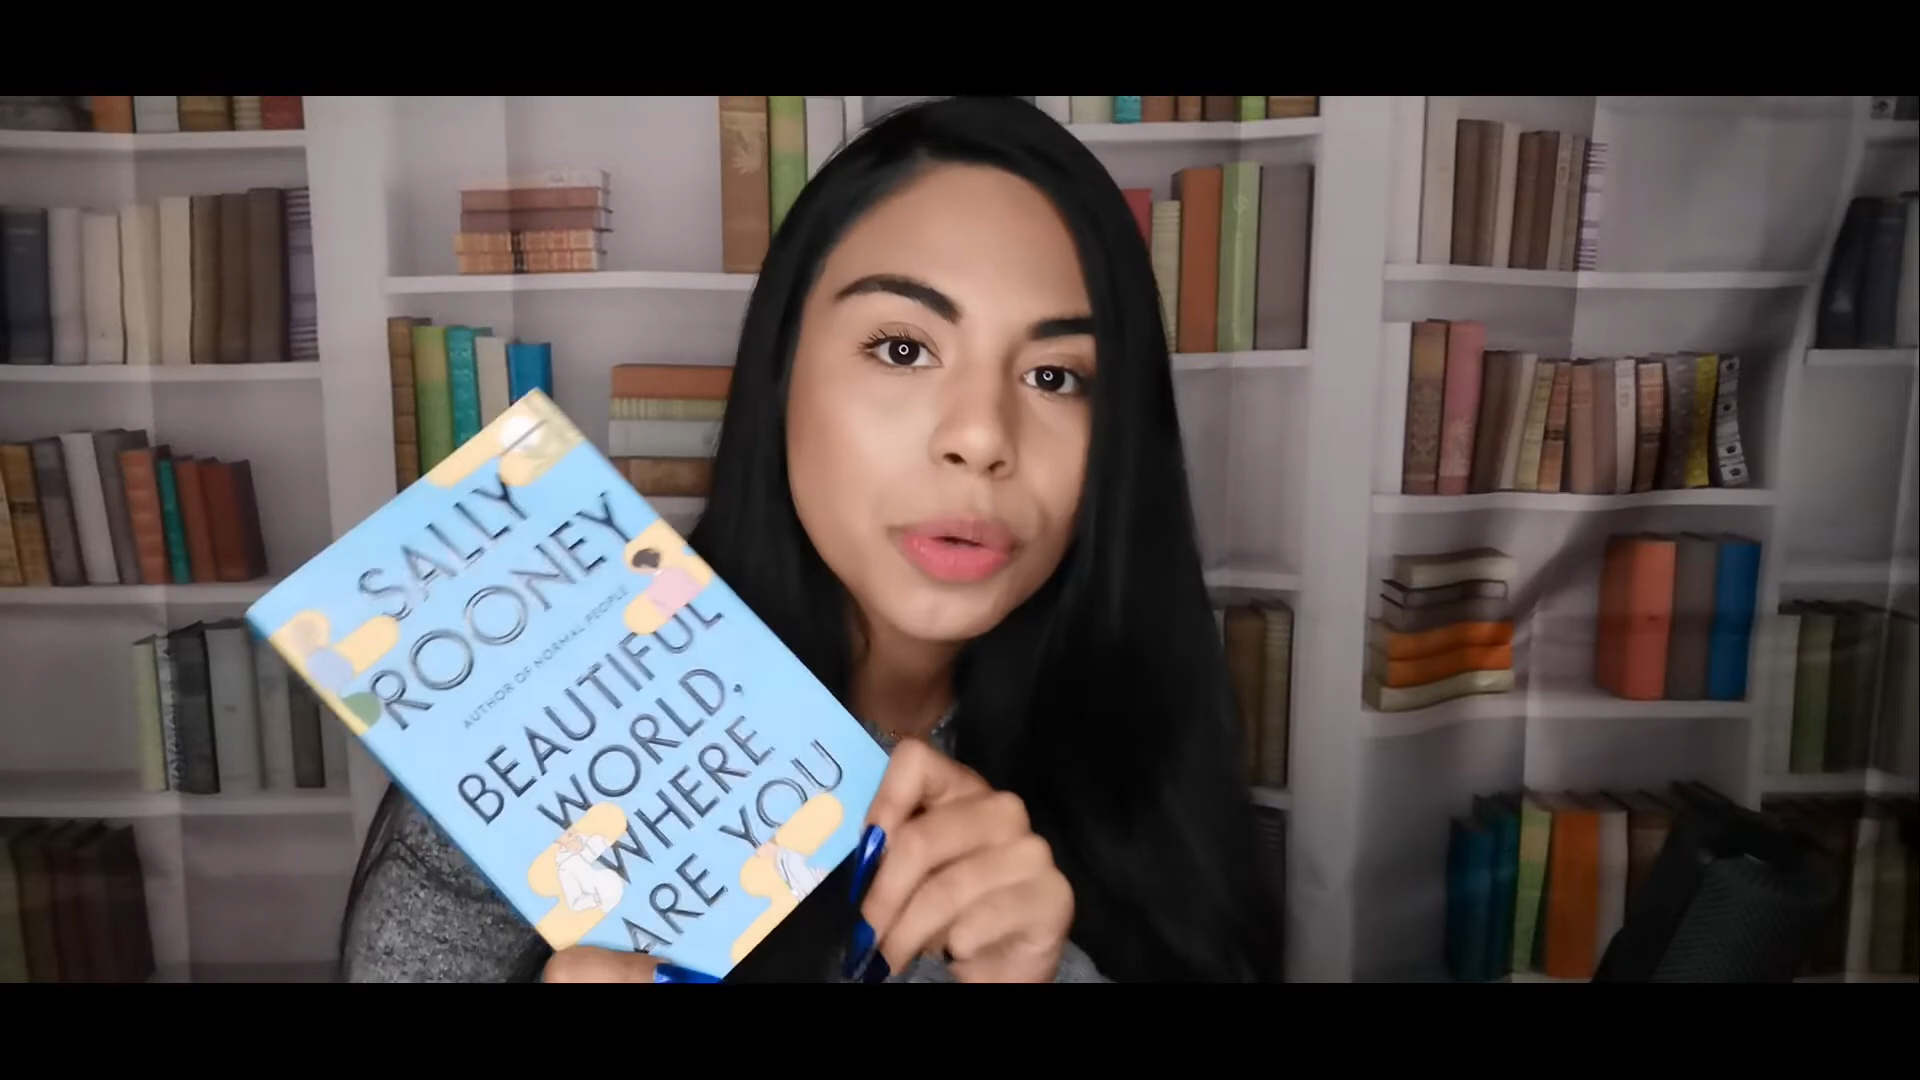 SALLY
ROONEY
AUTHOR OF NORMAL PEOPLE
BEAUTIFUL
WORLD,
WHERE
ARE YOU